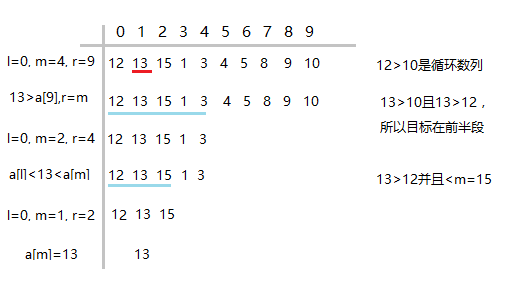 0 1 2 3 4 5 6 7 8 9
l=0, m=4, r=9 12 13 15 1 3 4 5 8 9 10 12>10是循环数列
13>a[9],r=m 12 13 15 1 3 4 5 8 9 10 13>10且13>12，
所以目标在前半段
l=0, m=2, r=4 12 13 15 1 3
a[l]<13<a[m] 12 13 15 1 3 13>12并且<m=15
l=0, m=1, r=2 12 13 15
a[m]=13 13